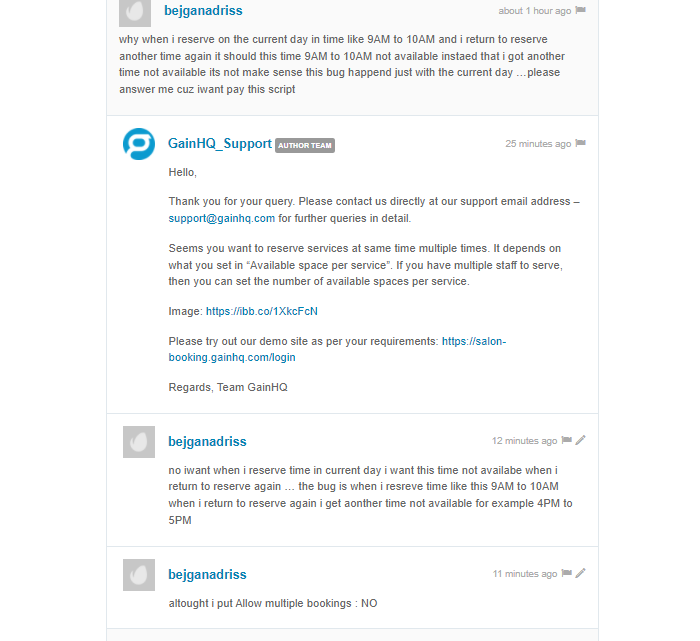 bejganadriss
about 1 hour ago
why when i reserve on the current day in time like 9AM to 10AM and i return to reserve
another time again it should this time 9AM to 10AM not available instaed that i got another
time not available its not make sense this bug happend just with the current day …please
answer me cuz iwant pay this script
GainHQ_Support AUTHOR TEAM
25 minutes ago
Hello,
Thank you for your query. Please contact us directly at our support email address –
support@gainhq.com for further queries in detail.
Seems you want to reserve services at same time multiple times. It depends on
what you set in “Available space per service”. If you have multiple staff to serve,
then you can set the number of available spaces per service.
Image: https://ibb.co/1XkcFcN
Please try out our demo site as per your requirements: https://salon-
booking.gainhq.com/login
Regards, Team GainHQ
bejganadriss
12 minutes ago
no iwant when i reserve time in current day i want this time not availabe when i
return to reserve again … the bug is when i resreve time like this 9AM to 10AM
when i return to reserve again i get aonther time not available for example 4PM to
5PM
bejganadriss
11 minutes ago
altought i put Allow multiple bookings : NO